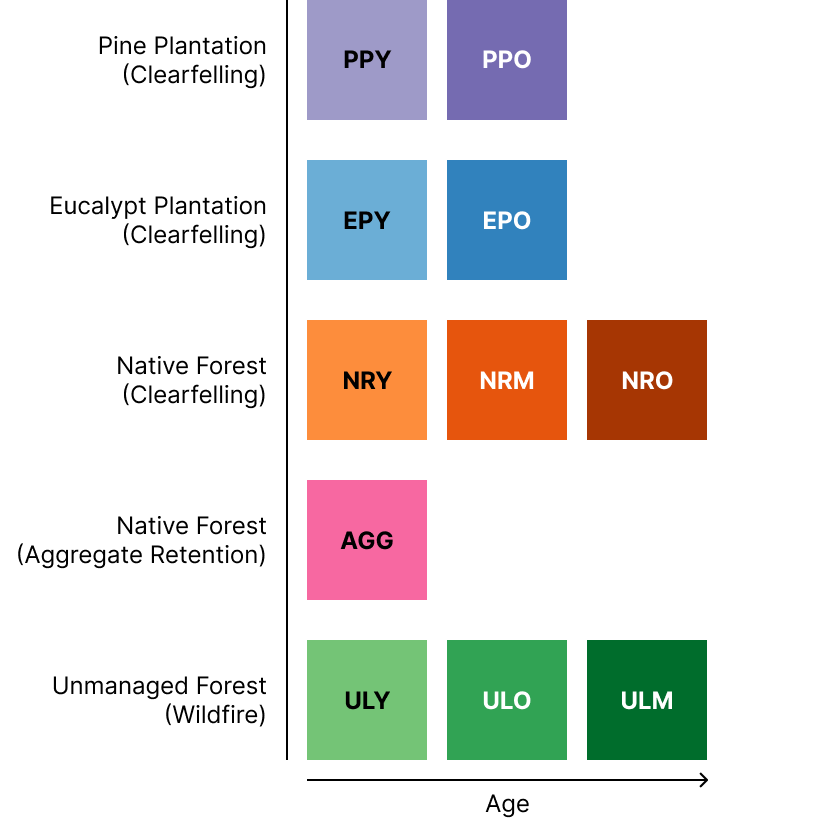 Pine Plantation
(Clearfelling)
PPY
PPO
Eucalypt Plantation
(Clearfelling)
EPY
EPO
Native Forest
(Clearfelling)
NRY
NRM
NRO
Native Forest
(Aggregate Retention)
AGG
Unmanaged Forest
(Wildfire)
ULY
ULO
ULM
Age